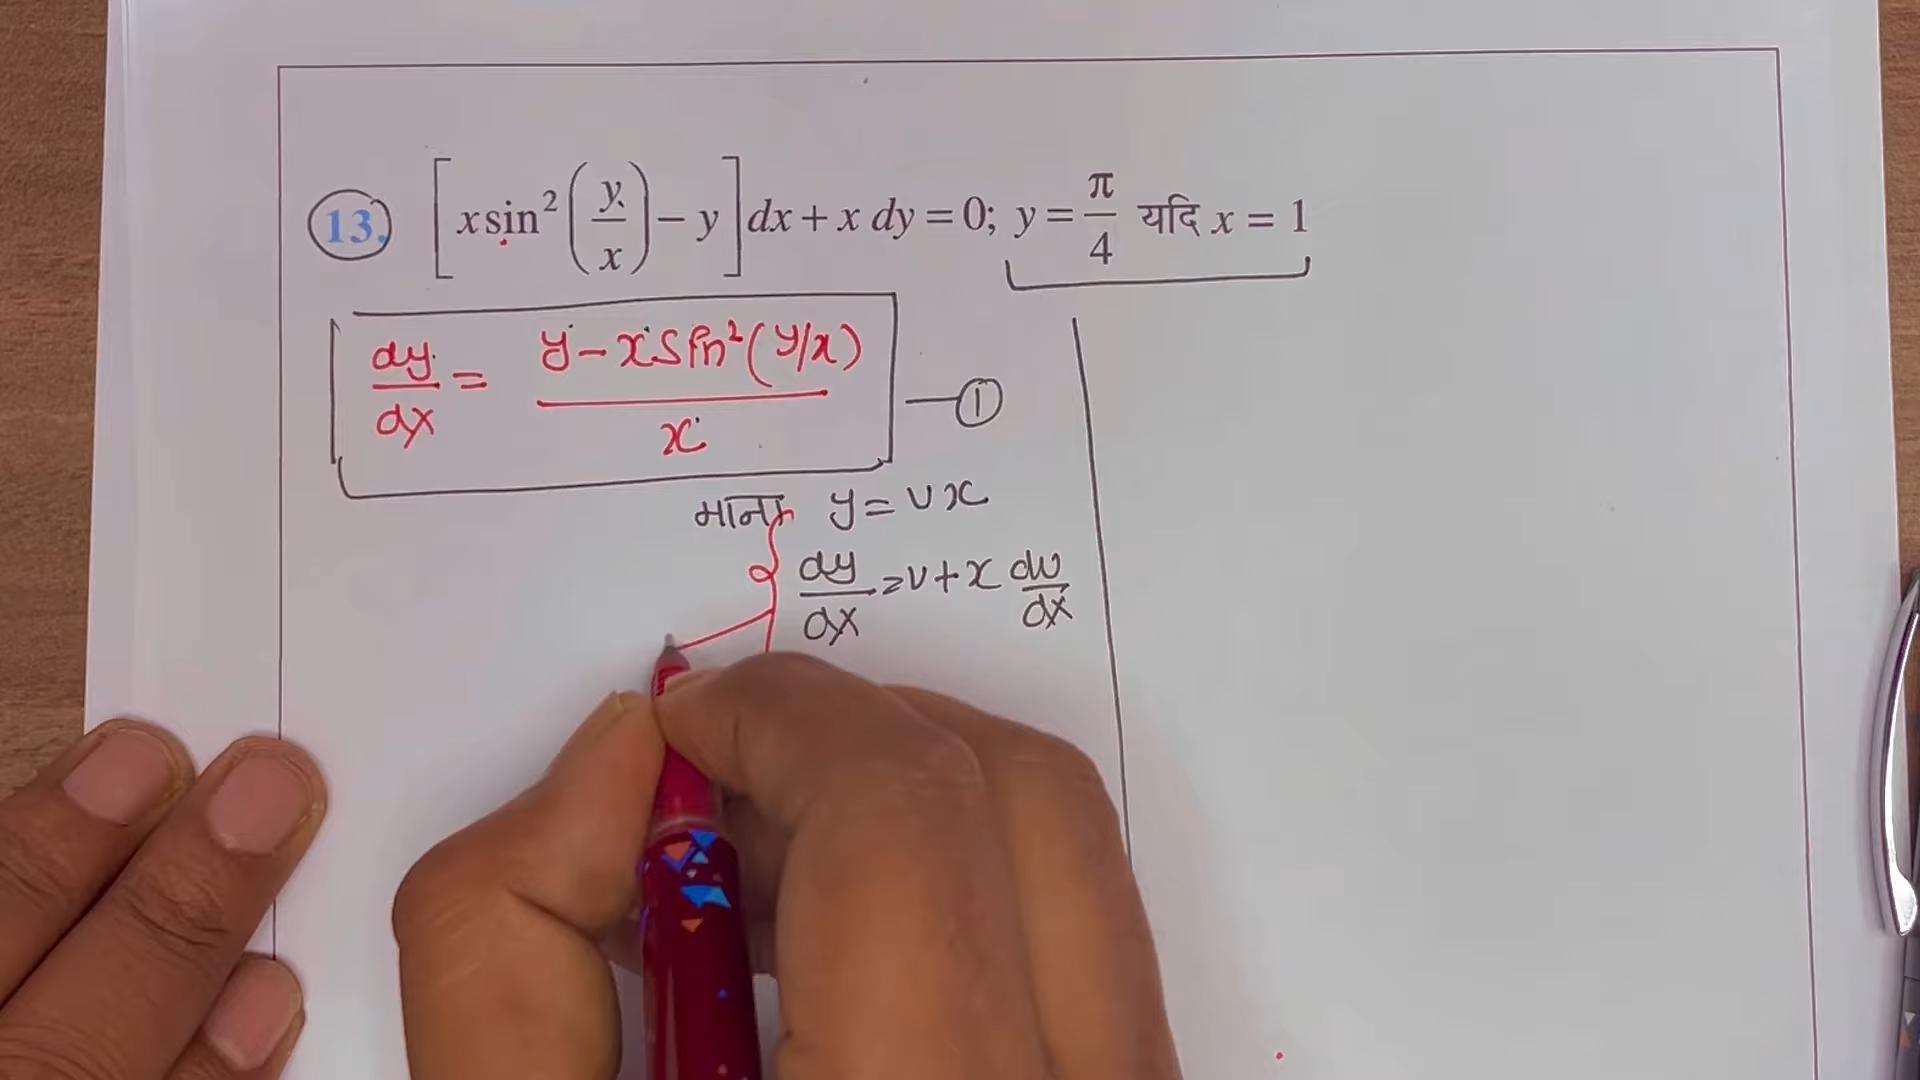 13. [x sin² (y/x) − y] dx + x dy = 0; y = π/4 यदि x = 1
dy/dx = (y − x sin²(y/x))/x —①
माना y = vx
dy/dx = v + x dv/dx